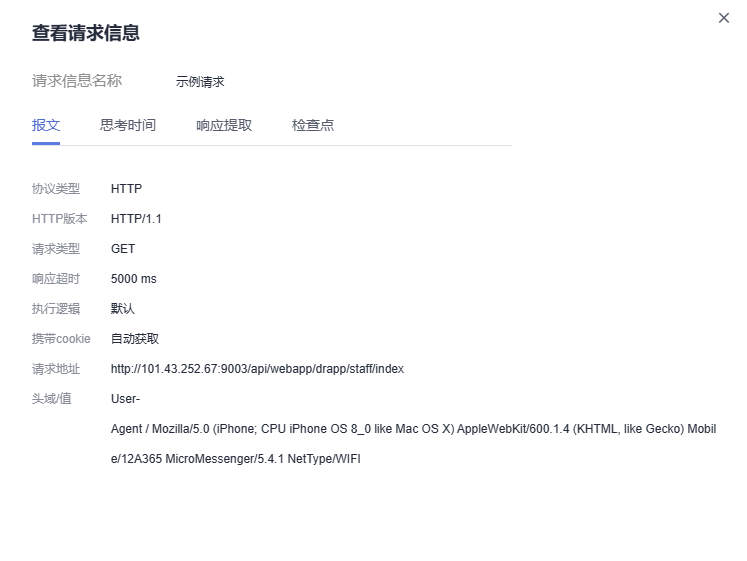 查看请求信息
请求信息名称 示例请求
报文 思考时间 响应提取 检查点
协议类型 HTTP
HTTP版本 HTTP/1.1
请求类型 GET
响应超时 5000 ms
执行逻辑 默认
携带cookie 自动获取
请求地址 http://101.43.252.67:9003/api/webapp/drapp/staff/index
头域/值 User-
Agent / Mozilla/5.0 (iPhone; CPU iPhone OS 8_0 like Mac OS X) AppleWebKit/600.1.4 (KHTML, like Gecko) Mobil
e/12A365 MicroMessenger/5.4.1 NetType/WIFI